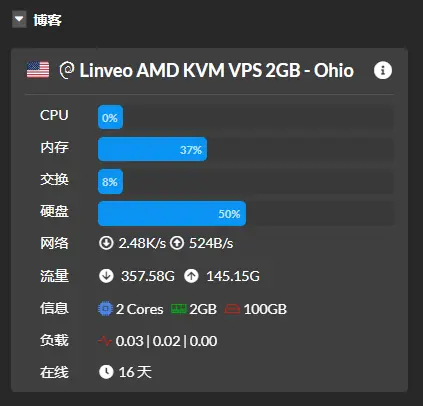 博客
Linveo AMD KVM VPS 2GB - Ohio
CPU 0%
内存 37%
交换 8%
硬盘 50%
网络 2.48K/s 524B/s
流量 357.58G 145.15G
信息 2 Cores 2GB 100GB
负载 0.03 | 0.02 | 0.00
在线 16 天